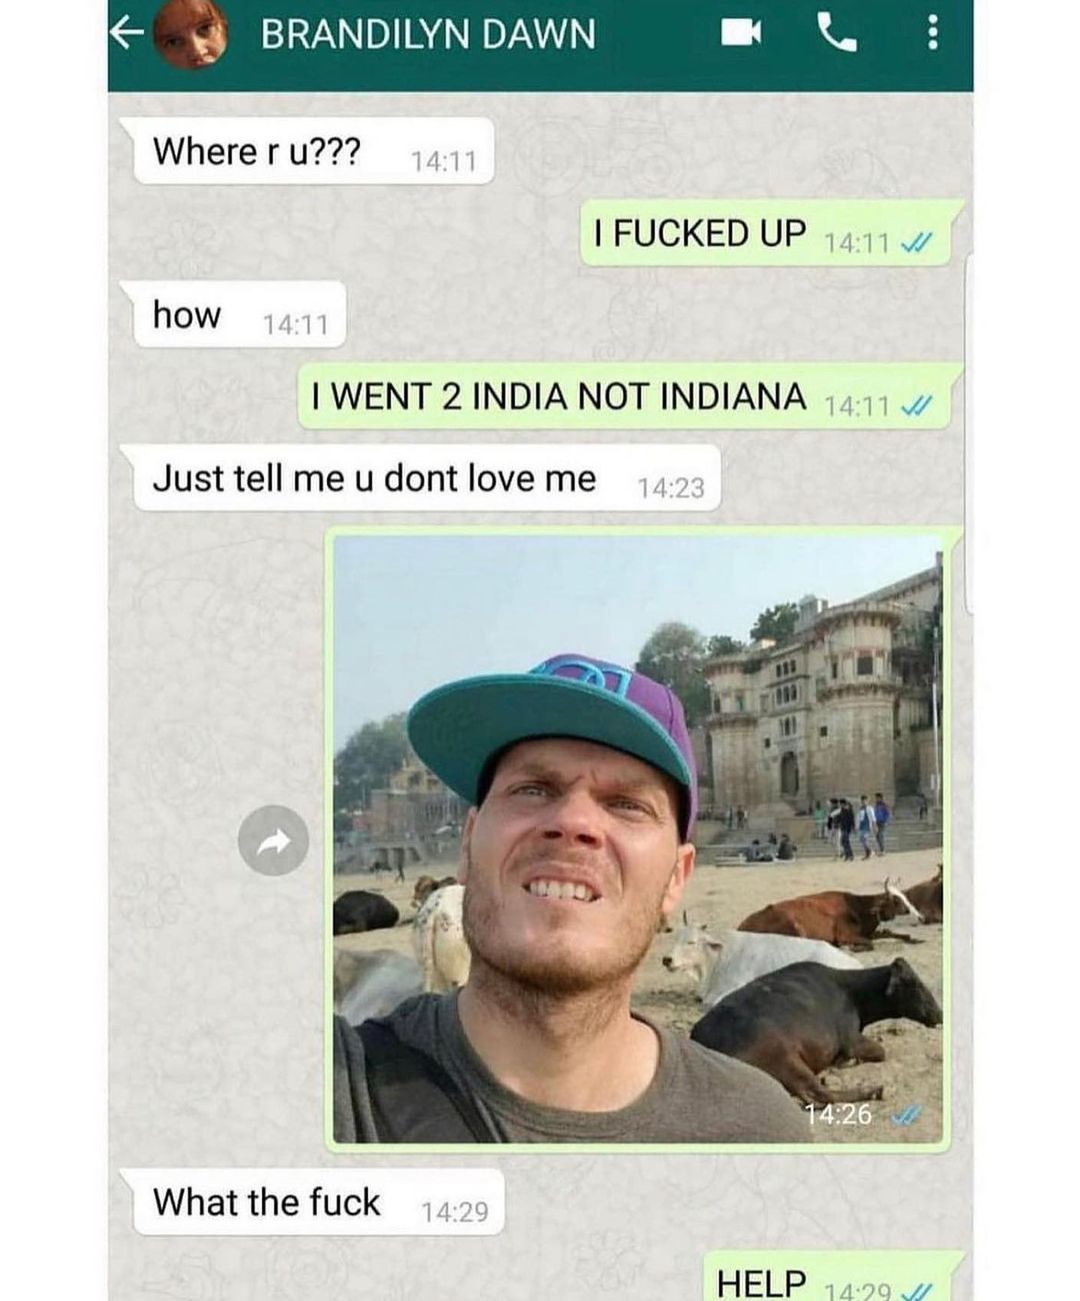 BRANDILYN DAWN
Where r u??? 14:11
I FUCKED UP 14:11
how 14:11
I WENT 2 INDIA NOT INDIANA 14:11
Just tell me u dont love me 14:23
14:26
What the fuck 14:29
HELP 14:29